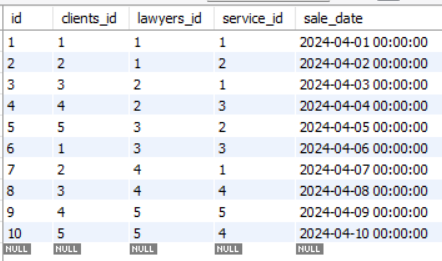 id clients_id lawyers_id service_id sale_date
1 1 1 1 2024-04-01 00:00:00
2 2 1 2 2024-04-02 00:00:00
3 3 2 1 2024-04-03 00:00:00
4 4 2 3 2024-04-04 00:00:00
5 5 3 2 2024-04-05 00:00:00
6 1 3 3 2024-04-06 00:00:00
7 2 4 1 2024-04-07 00:00:00
8 3 4 4 2024-04-08 00:00:00
9 4 5 5 2024-04-09 00:00:00
10 5 5 4 2024-04-10 00:00:00
NULL NULL NULL NULL NULL